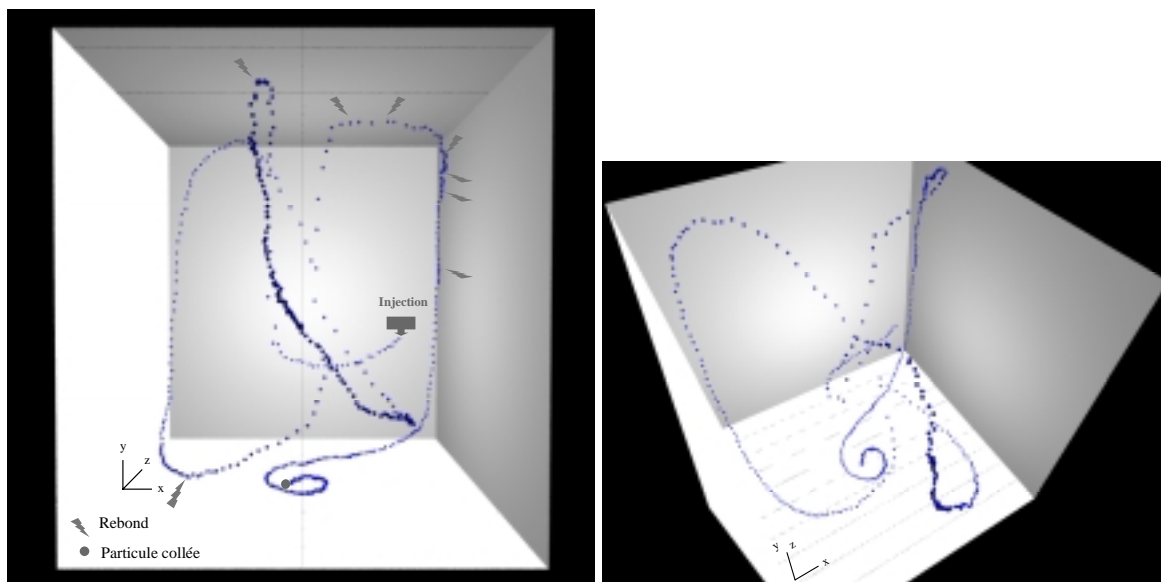 Injection
y
z
x
Rebond
Particule collée
y
z
x